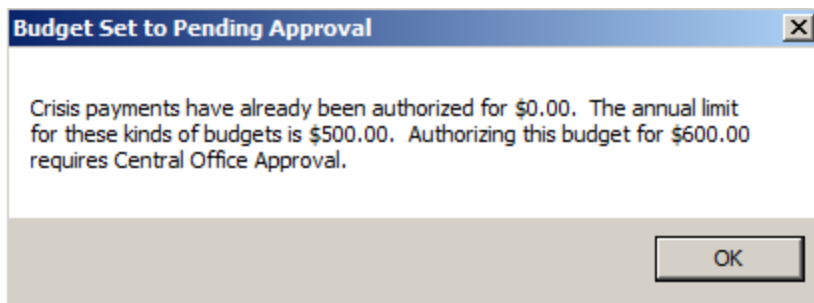 Budget Set to Pending Approval
Crisis payments have already been authorized for $0.00. The annual limit
for these kinds of budgets is $500.00. Authorizing this budget for $600.00
requires Central Office Approval.
OK